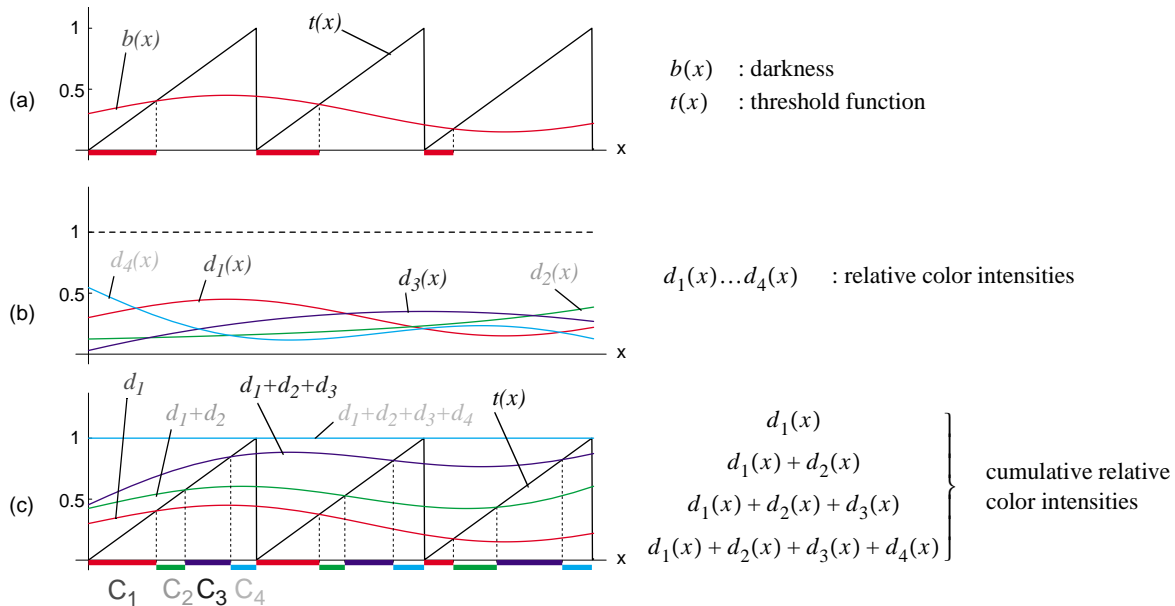 (a)
1
0.5
b(x)
t(x)
x
b(x) : darkness
t(x) : threshold function
(b)
1
0.5
d4(x)
d1(x)
d3(x)
d2(x)
x
d1(x)…d4(x) : relative color intensities
(c)
1
0.5
d1
d1+d2
d1+d2+d3
d1+d2+d3+d4
t(x)
x
C1 C2 C3 C4
d1(x)
d1(x) + d2(x)
d1(x) + d2(x) + d3(x)
d1(x) + d2(x) + d3(x) + d4(x)
cumulative relative
color intensities